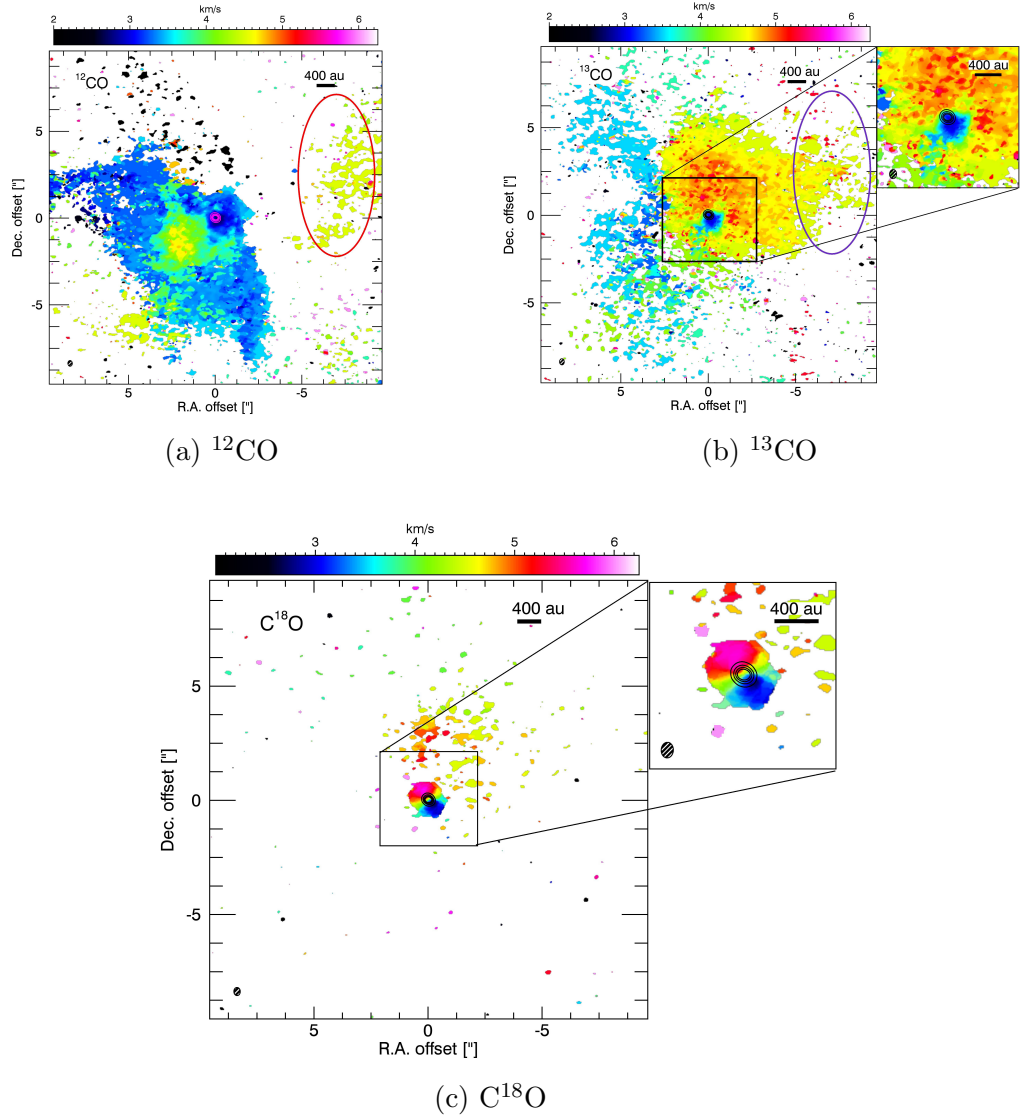 km/s
2 3 4 5 6
12CO
400 au
5
0
-5
Dec. offset ["]
5 0 -5
R.A. offset ["]
(a) 12CO
km/s
2 3 4 5 6
13CO
400 au
400 au
5
0
-5
Dec. offset ["]
5 0 -5
R.A. offset ["]
(b) 13CO
km/s
3 4 5 6
C18O
400 au
400 au
5
0
-5
Dec. offset ["]
5 0 -5
R.A. offset ["]
(c) C18O